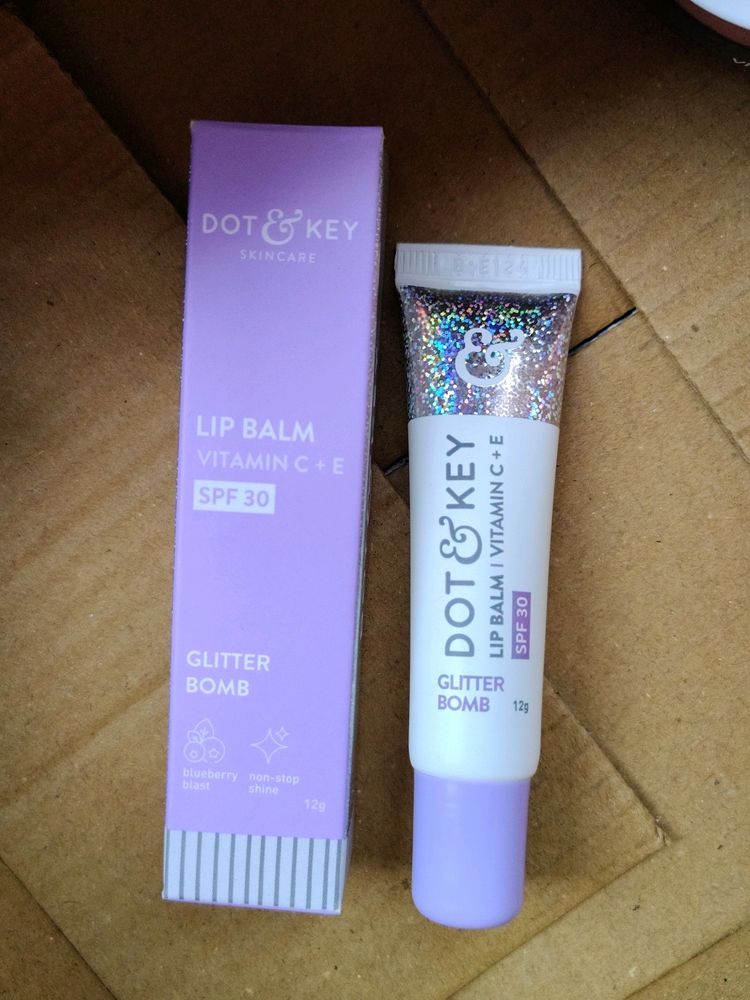 DOT & KEY
SKINCARE
LIP BALM
VITAMIN C + E
SPF 30
GLITTER
BOMB
blueberry
blast
non-stop
shine
12g
&
DOT & KEY
LIP BALM | VITAMIN C + E
SPF 30
GLITTER
BOMB
12g